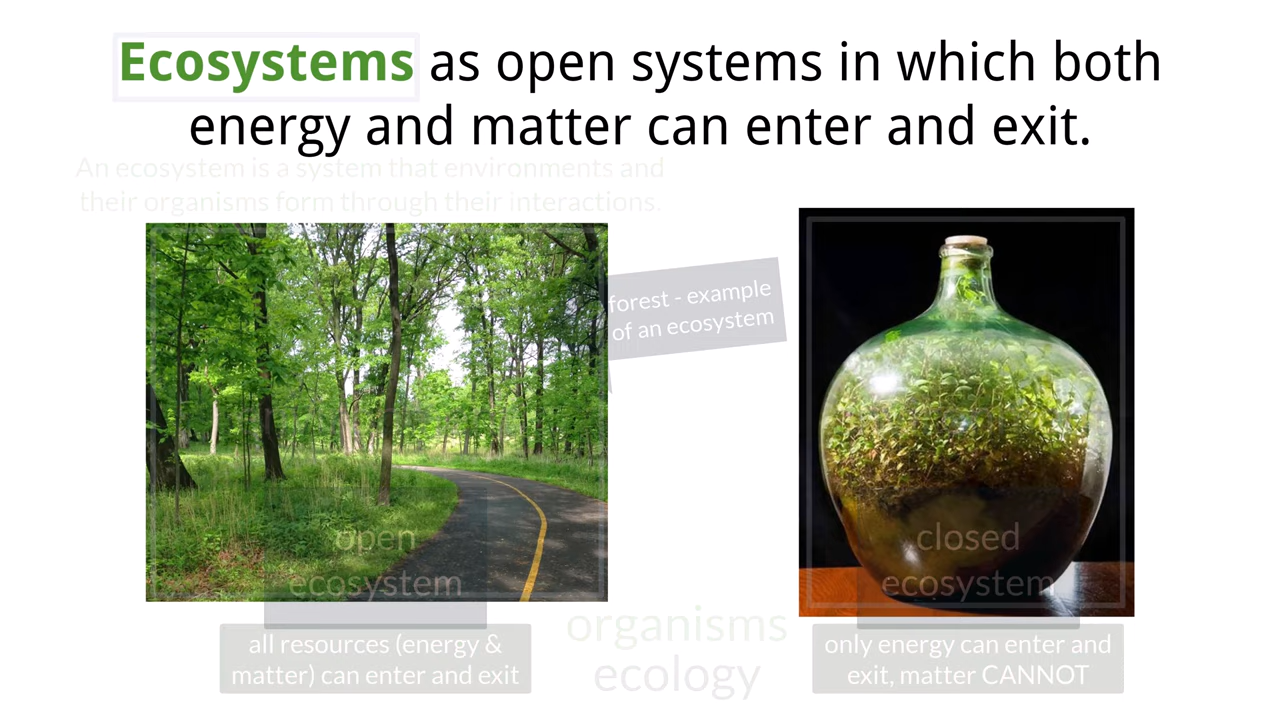 Ecosystems as open systems in which both
energy and matter can enter and exit.
An ecosystem is a system that environments and
their organisms form through their interactions.
forest - example
of an ecosystem
open
ecosystem
closed
ecosystem
all resources (energy &
matter) can enter and exit
organisms
ecology
only energy can enter and
exit, matter CANNOT